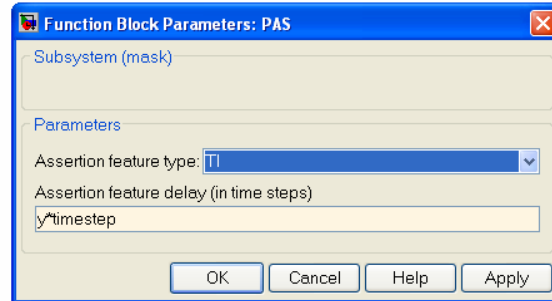 Function Block Parameters: PAS
Subsystem (mask)
Parameters
Assertion feature type: TI
Assertion feature delay (in time steps)
y*timestep
OK Cancel Help Apply